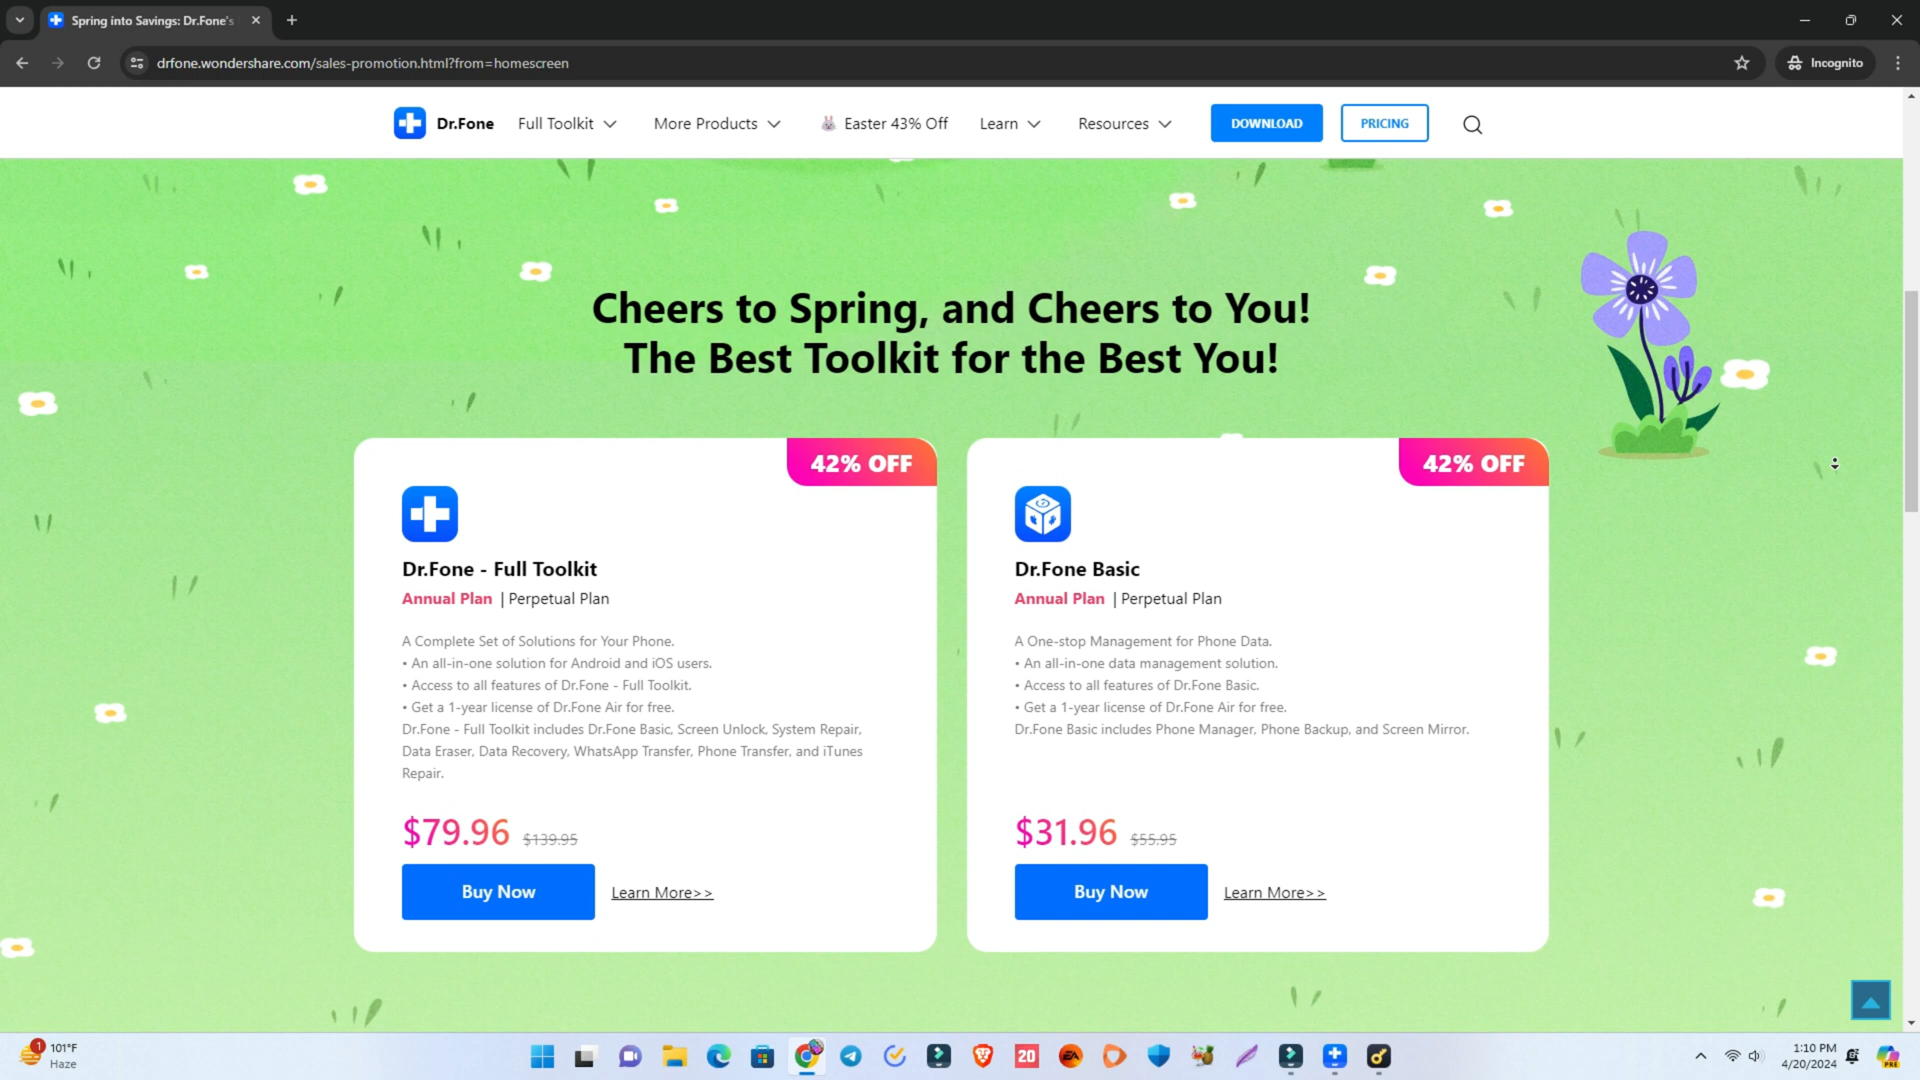 Spring into Savings: Dr.Fone's
drfone.wondershare.com/sales-promotion.html?from=homescreen
Incognito
Dr.Fone
Full Toolkit
More Products
Easter 43% Off
Learn
Resources
DOWNLOAD
PRICING
Cheers to Spring, and Cheers to You!
The Best Toolkit for the Best You!
42% OFF
Dr.Fone - Full Toolkit
Annual Plan | Perpetual Plan
A Complete Set of Solutions for Your Phone.
• An all-in-one solution for Android and iOS users.
• Access to all features of Dr.Fone - Full Toolkit.
• Get a 1-year license of Dr.Fone Air for free.
Dr.Fone - Full Toolkit includes Dr.Fone Basic, Screen Unlock, System Repair,
Data Eraser, Data Recovery, WhatsApp Transfer, Phone Transfer, and iTunes
Repair.
$79.96 $139.95
Buy Now
Learn More>>
42% OFF
Dr.Fone Basic
Annual Plan | Perpetual Plan
A One-stop Management for Phone Data.
• An all-in-one data management solution.
• Access to all features of Dr.Fone Basic.
• Get a 1-year license of Dr.Fone Air for free.
Dr.Fone Basic includes Phone Manager, Phone Backup, and Screen Mirror.
$31.96 $55.95
Buy Now
Learn More>>
1
101°F
Haze
20
EA
1:10 PM
4/20/2024
PRE